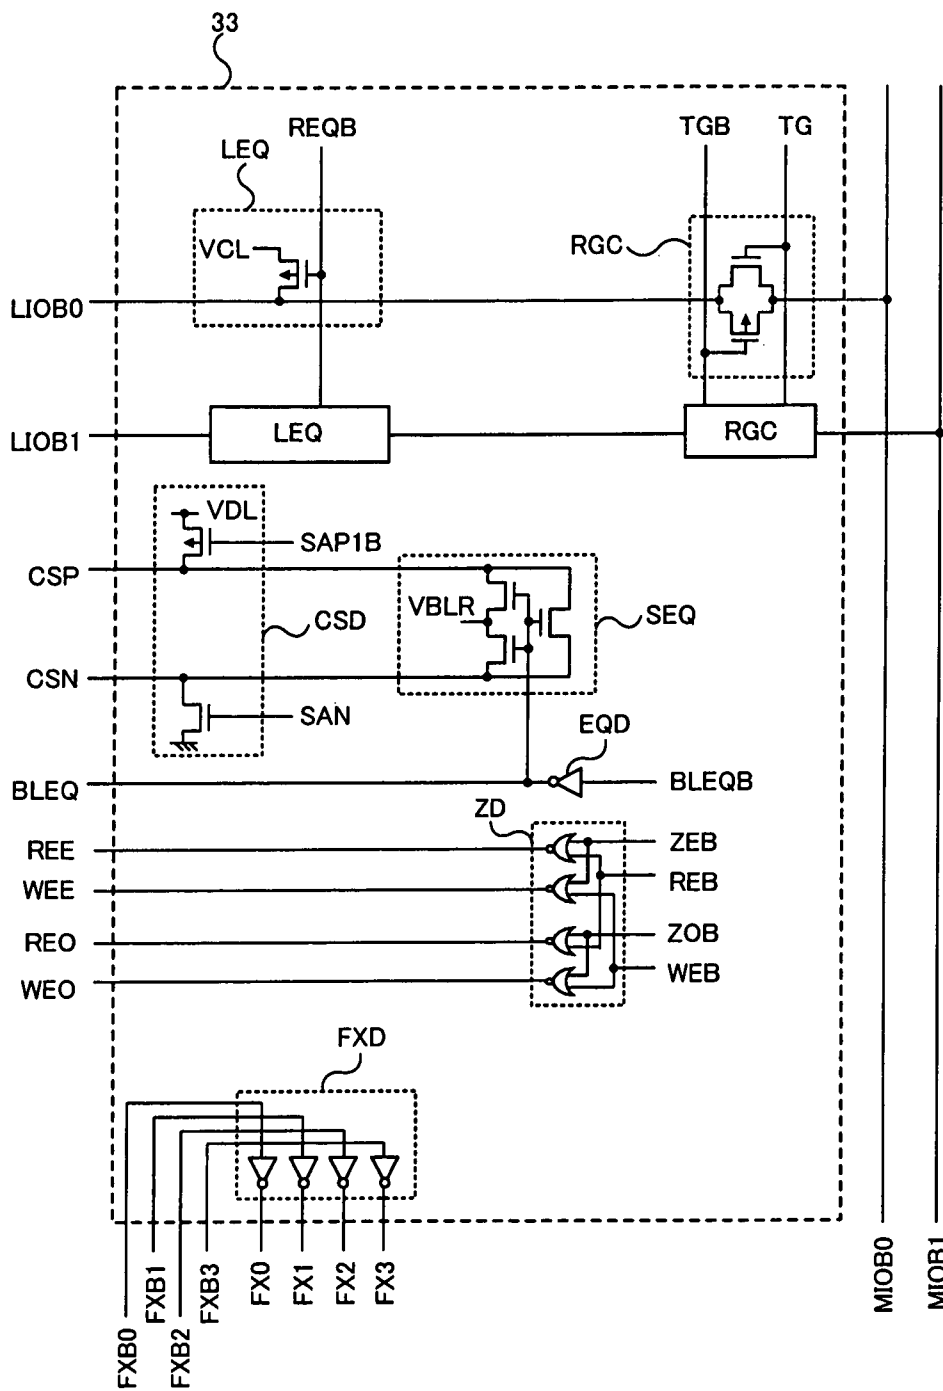 33
REQB
TGB
TG
LEQ
VCL
RGC
LIOB0
LIOB1
LEQ
RGC
VDL
SAP1B
CSP
VBLR
CSD
SEQ
CSN
SAN
EQD
BLEQ
BLEQB
ZD
REE
ZEB
WEE
REB
REO
ZOB
WEO
WEB
FXD
FXB0
FXB1
FXB2
FXB3
FX0
FX1
FX2
FX3
MIOB0
MIOB1